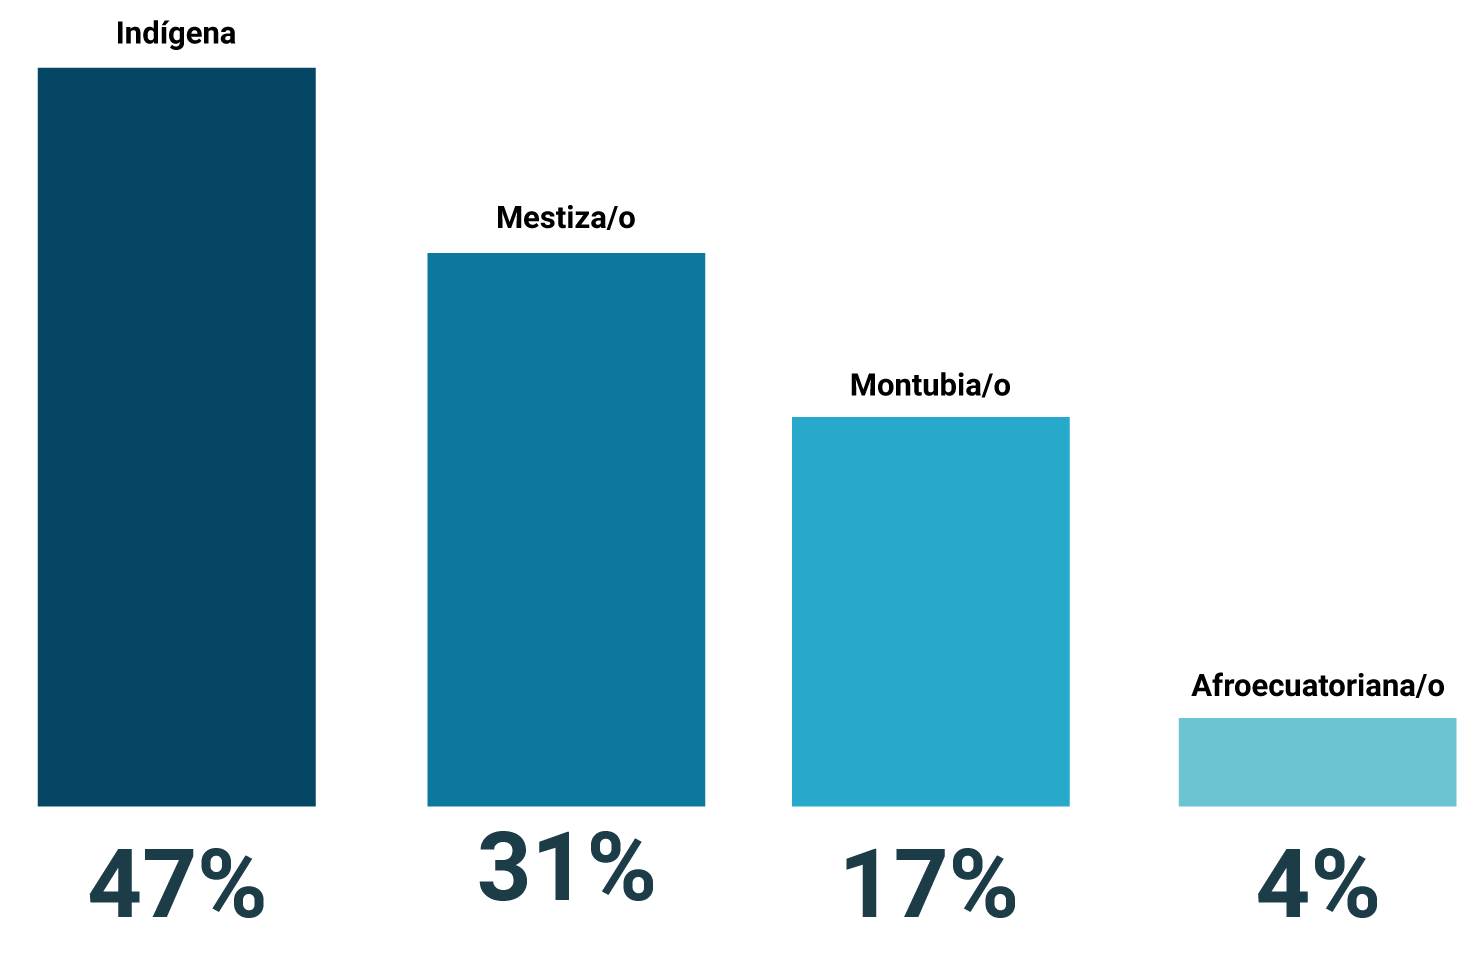 Indígena
Mestiza/o
Montubia/o
Afroecuatoriana/o
47%
31%
17%
4%